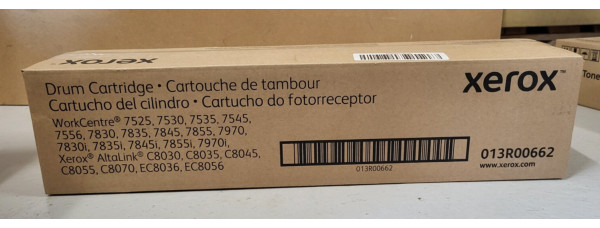 Drum Cartridge • Cartouche de tambour
Cartucho del cilindro • Cartucho do fotorreceptor
WorkCentre® 7525, 7530, 7535, 7545,
7556, 7830, 7835, 7845, 7855, 7970,
7830i, 7835i, 7845i, 7855i, 7970i,
Xerox® AltaLink® C8030, C8035, C8045,
C8055, C8070, EC8036, EC8056
xerox™
013R00662
013R00662
www.xerox.com
Tone